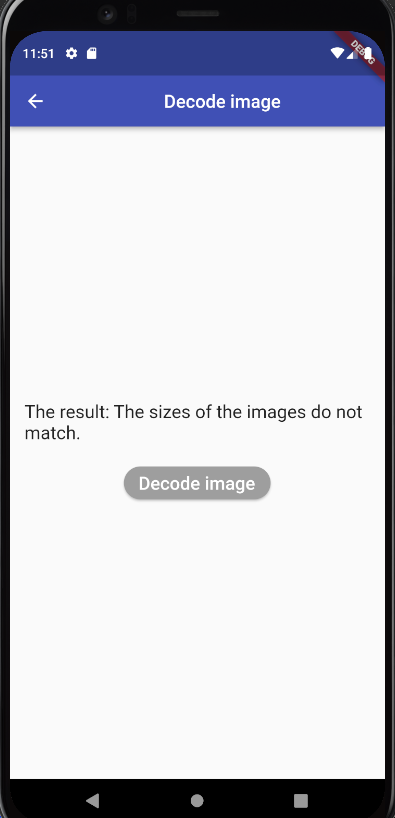 11:51
DEBUG
Decode image
The result: The sizes of the images do not
match.
Decode image